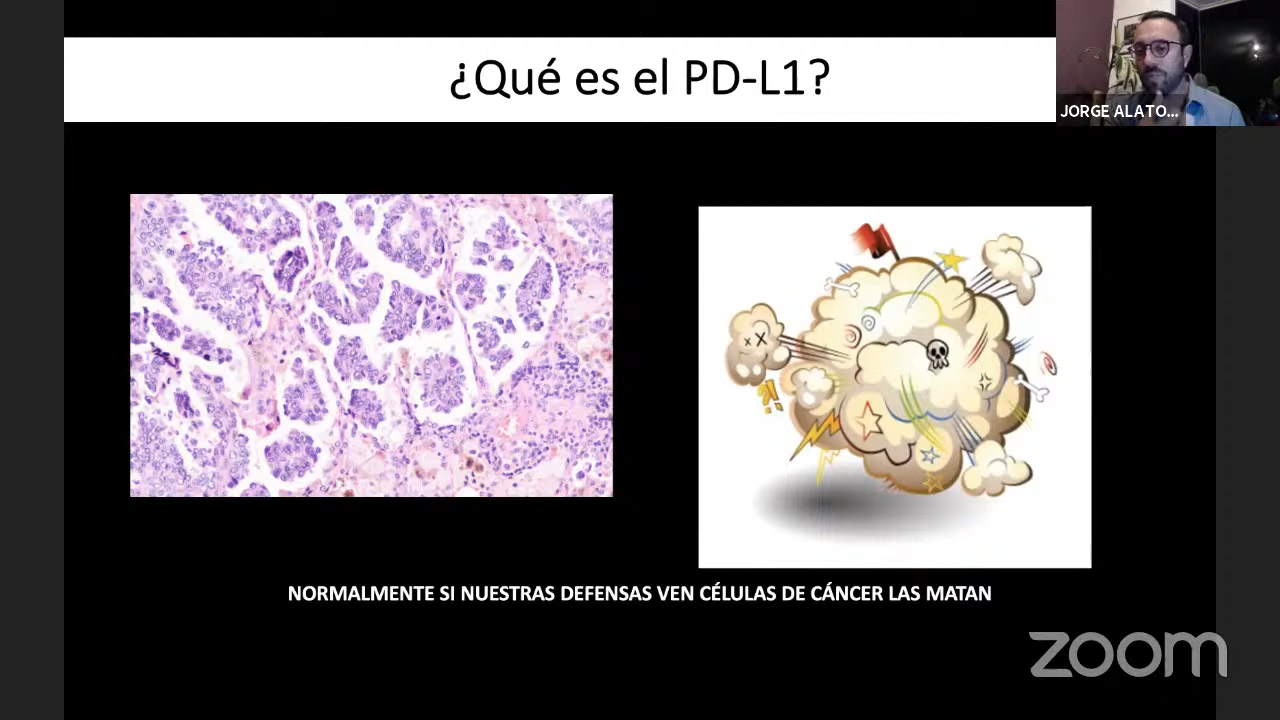 ¿Qué es el PD-L1?
JORGE ALATO...
NORMALMENTE SI NUESTRAS DEFENSAS VEN CÉLULAS DE CÁNCER LAS MATAN
zoom